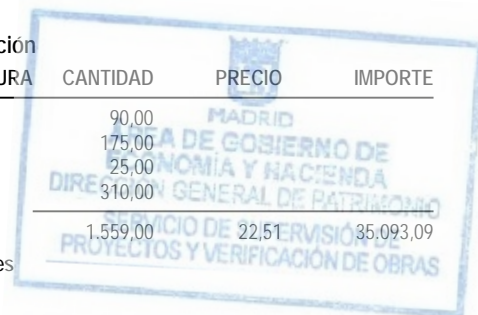 ción
URA CANTIDAD PRECIO IMPORTE
MADRID
90,00
ÁREA DE GOBIERNO DE
175,00
ECONOMÍA Y HACIENDA
25,00
DIRECCIÓN GENERAL DE PATRIMONIO
310,00
SERVICIO DE SUPERVISIÓN DE
1.559,00 22,51 35.093,09
PROYECTOS Y VERIFICACIÓN DE OBRAS
es